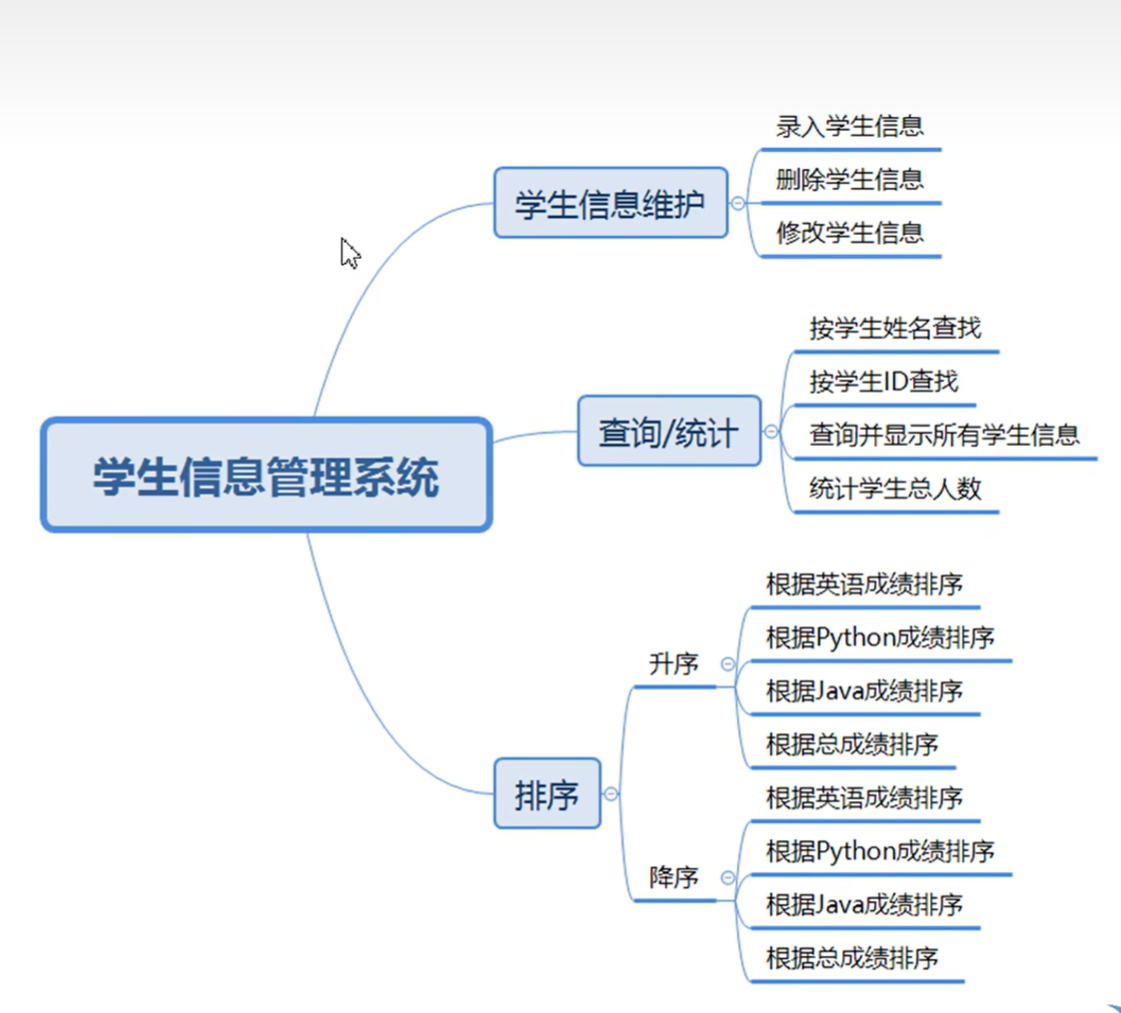 学生信息管理系统
学生信息维护
录入学生信息
删除学生信息
修改学生信息
查询/统计
按学生姓名查找
按学生ID查找
查询并显示所有学生信息
统计学生总人数
排序
升序
根据英语成绩排序
根据Python成绩排序
根据Java成绩排序
根据总成绩排序
降序
根据英语成绩排序
根据Python成绩排序
根据Java成绩排序
根据总成绩排序